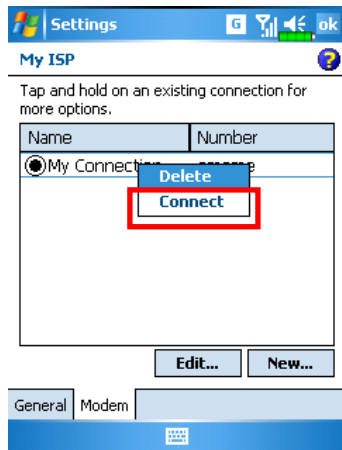 Settings G ok
My ISP ?
Tap and hold on an existing connection for
more options.
Name Number
My Connection
Delete
Connect
Edit... New...
General Modem